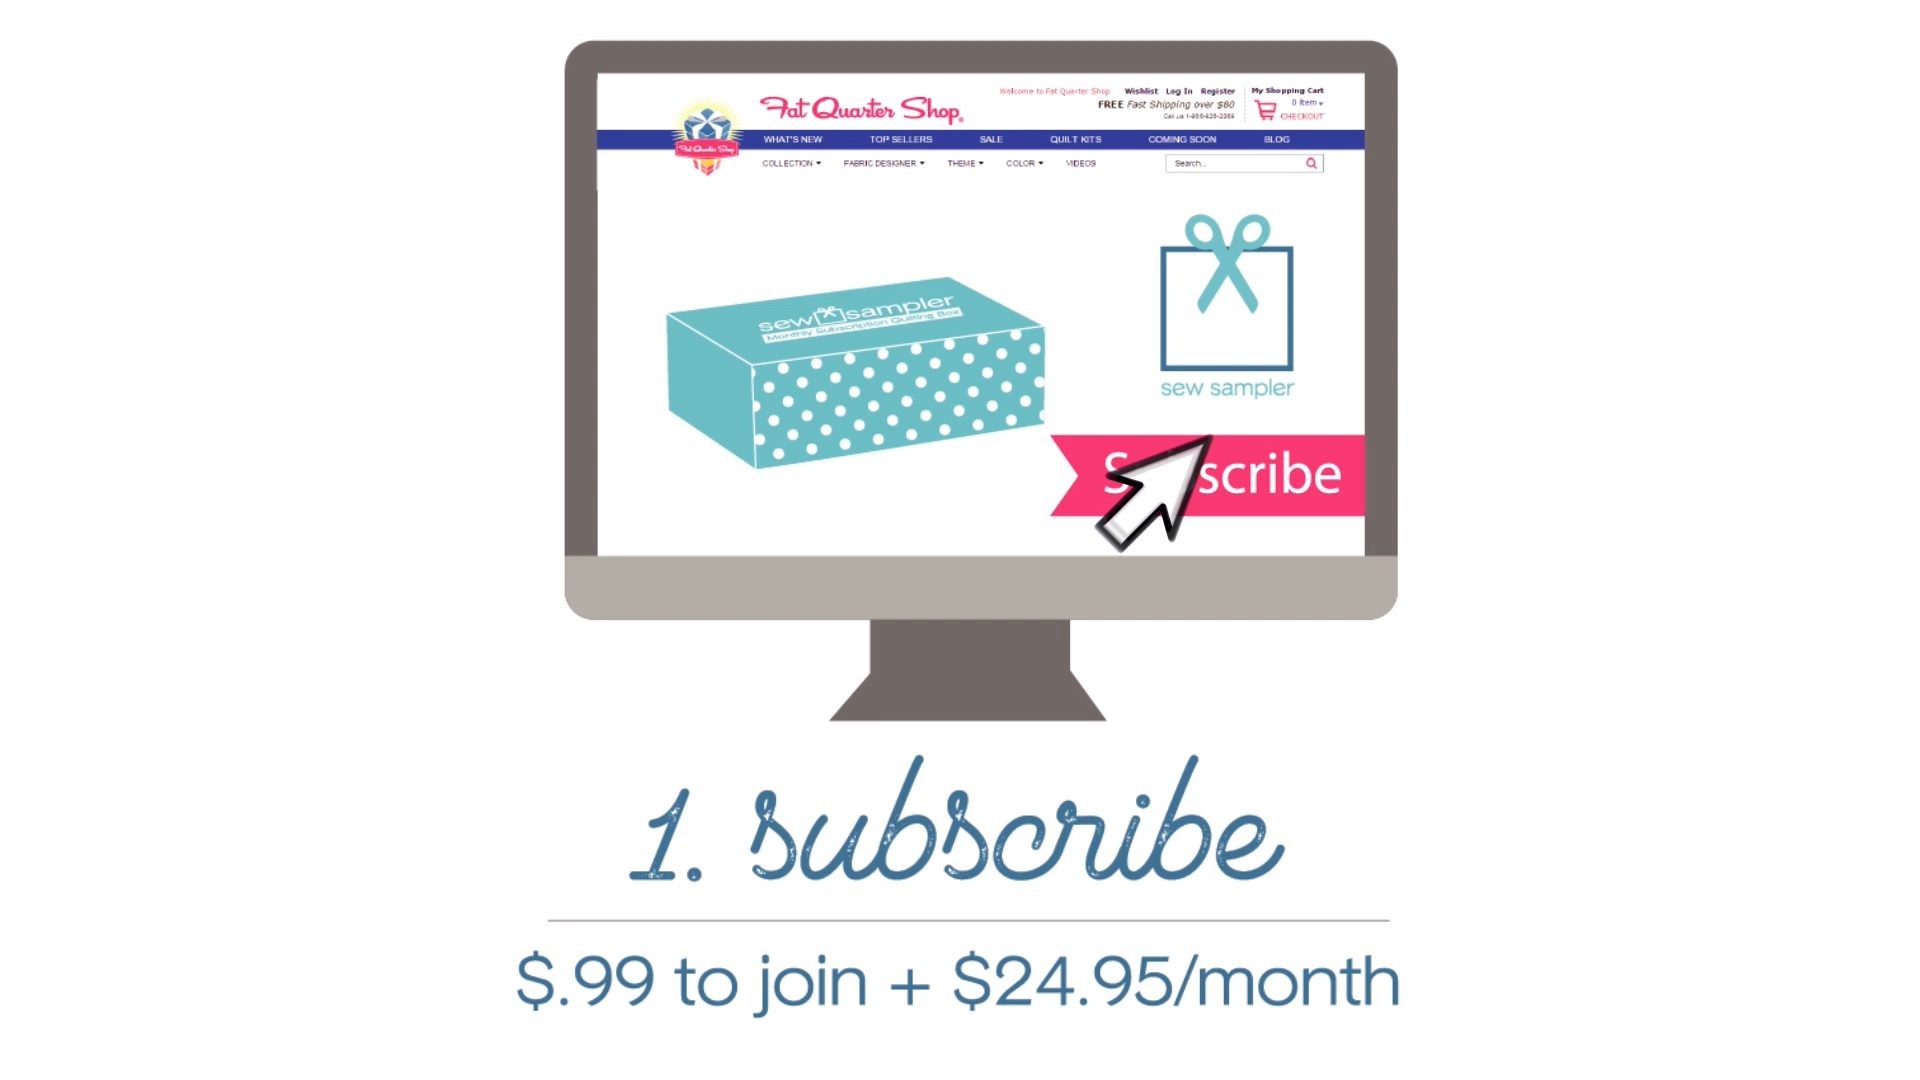 Welcome to Fat Quarter Shop Wishlist Log In Register My Shopping Cart
Fat Quarter Shop®
FREE Fast Shipping over $80
0 Item
CHECKOUT
WHAT'S NEW TOP SELLERS SALE QUILT KITS COMING SOON BLOG
Fat Quarter Shop
COLLECTION FABRIC DESIGNER THEME COLOR VIDEOS Search...
sew sampler
Monthly Subscription Quilting Box
sew sampler
scribe
1. subscribe
$.99 to join + $24.95/month